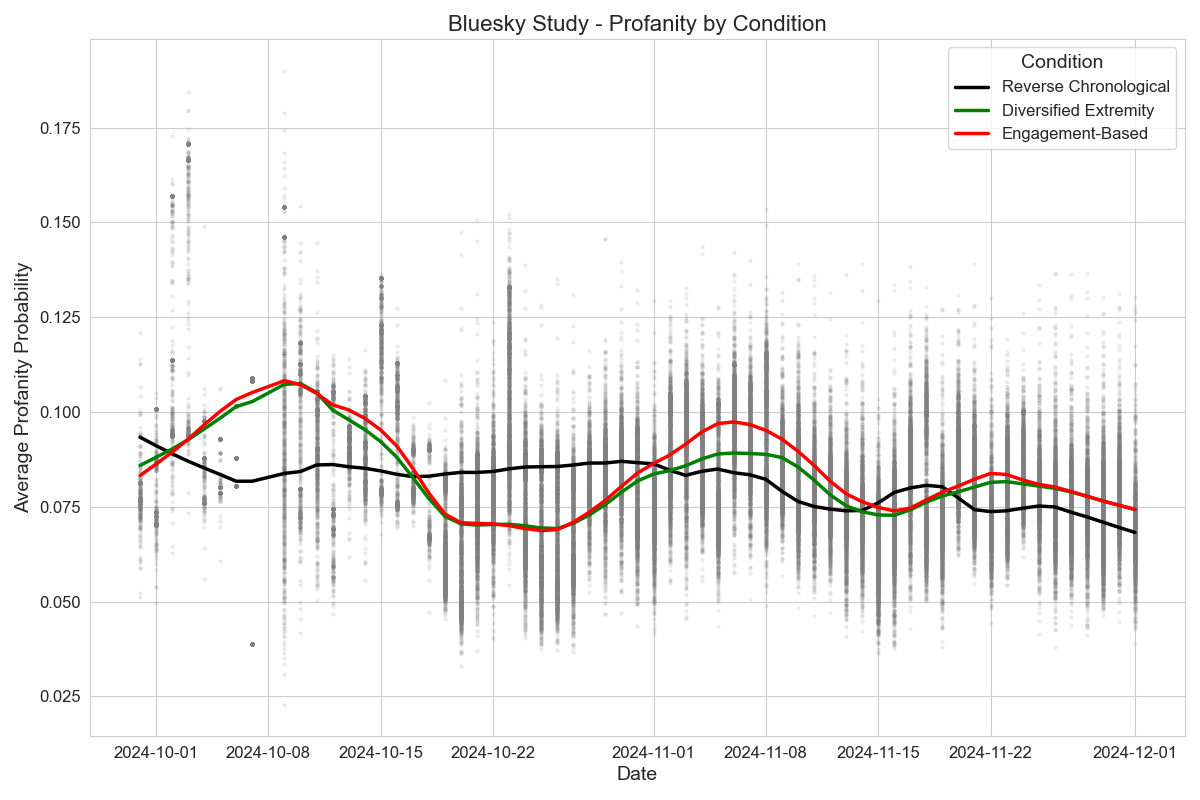 Bluesky Study - Profanity by Condition
Condition
Reverse Chronological
Diversified Extremity
Engagement-Based
Average Profanity Probability
0.175
0.150
0.125
0.100
0.075
0.050
0.025
2024-10-01 2024-10-08 2024-10-15 2024-10-22 2024-11-01 2024-11-08 2024-11-15 2024-11-22 2024-12-01
Date